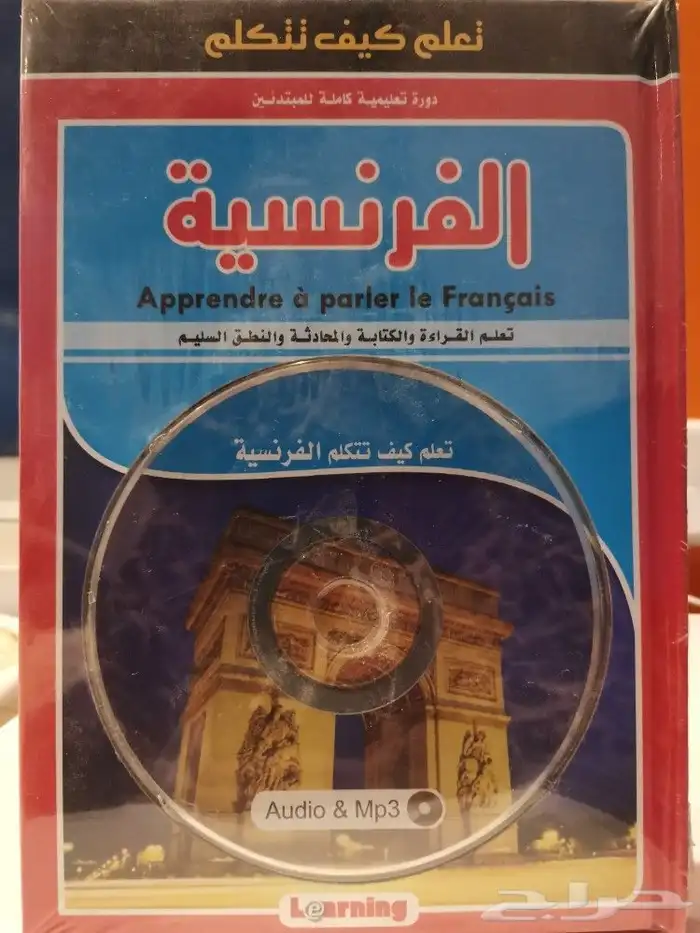 تعلم كيف تتكلم
دورة تعليمية كاملة للمبتدئين
الفرنسية
Apprendre à parler le Français
تعلم القراءة والكتابة والمحادثة والنطق السليم
تعلم كيف تتكلم الفرنسية
Audio & Mp3
Learning
حراج